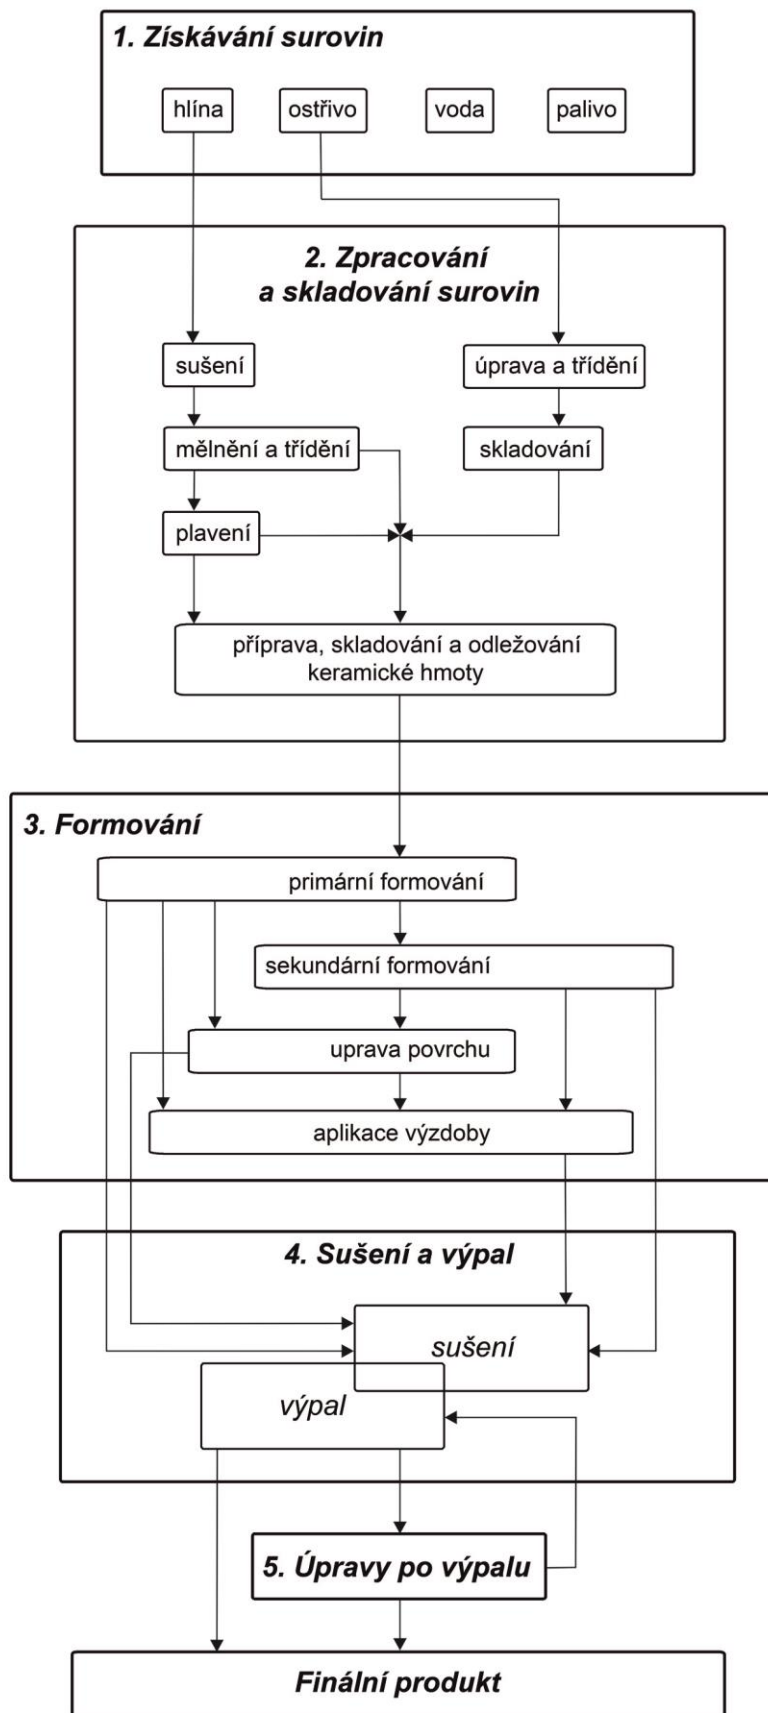 1. Získávání surovin
hlína
ostřivo
voda
palivo
2. Zpracování
a skladování surovin
sušení
úprava a třídění
mělnění a třídění
skladování
plavení
příprava, skladování a odležování
keramické hmoty
3. Formování
primární formování
sekundární formování
uprava povrchu
aplikace výzdoby
4. Sušení a výpal
sušení
výpal
5. Úpravy po výpalu
Finální produkt